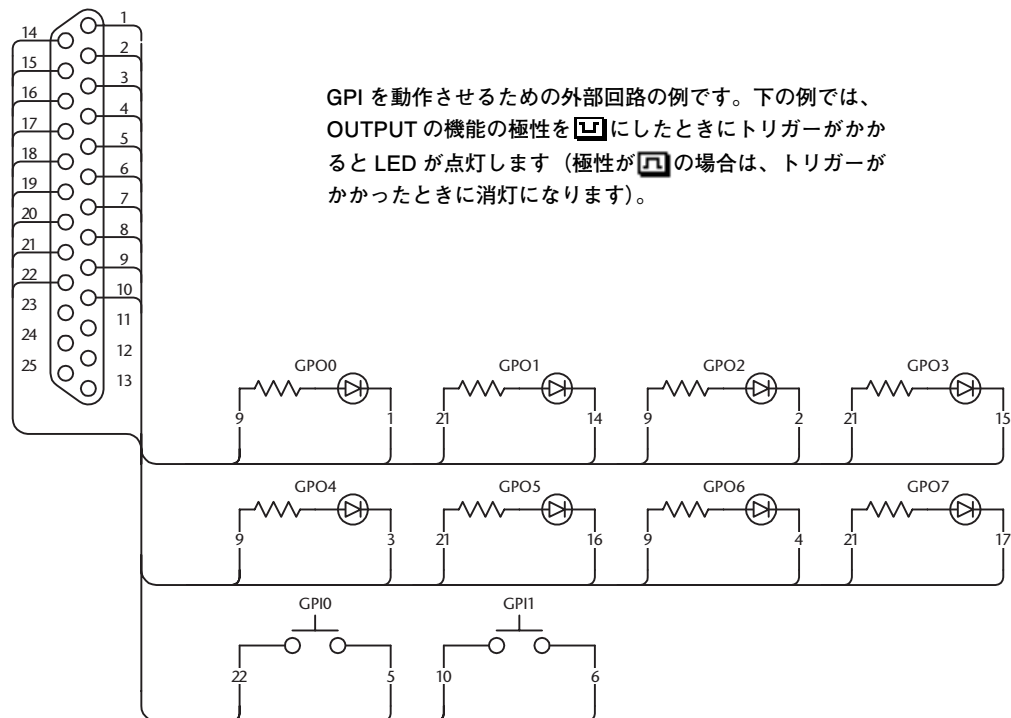 1
14
2
15
3
16
4
17
5
18
6
19
7
20
8
21
9
22
10
23
11
24
12
25
13
GPI を動作させるための外部回路の例です。下の例では、
OUTPUT の機能の極性を にしたときにトリガーがかか
ると LED が点灯します（極性が の場合は、トリガーが
かかったときに消灯になります）。
GPO0 GPO1 GPO2 GPO3
9 1 21 14 9 2 21 15
GPO4 GPO5 GPO6 GPO7
9 3 21 16 9 4 21 17
GPI0 GPI1
22 5 10 6